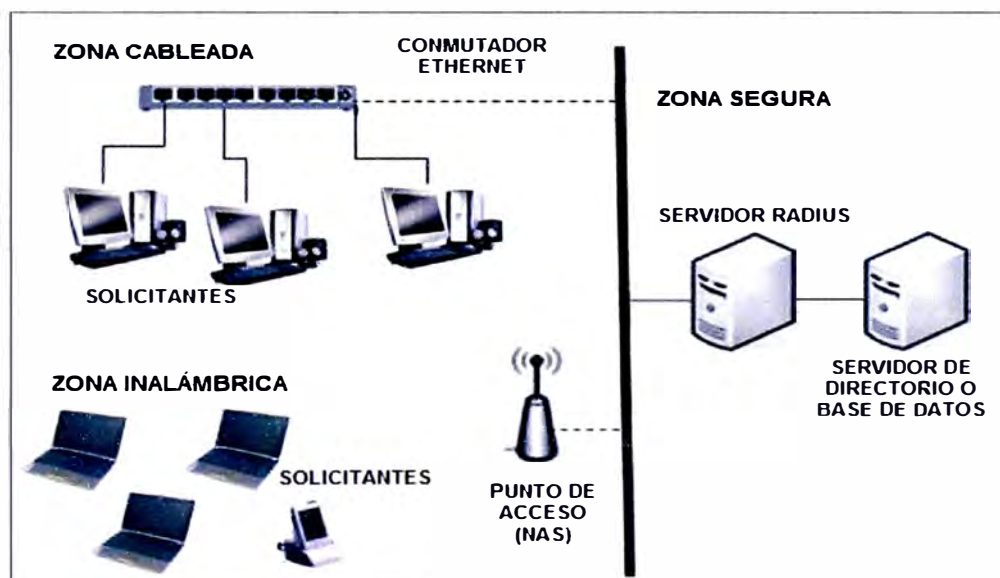 ZONA CABLEADA
CONMUTADOR
ETHERNET
ZONA SEGURA
SERVIDOR RADIUS
SOLICITANTES
ZONA INALÁMBRICA
SERVIDOR DE
DIRECTORIO O
BASE DE DATOS
SOLICITANTES
PUNTO DE
ACCESO
(NAS)